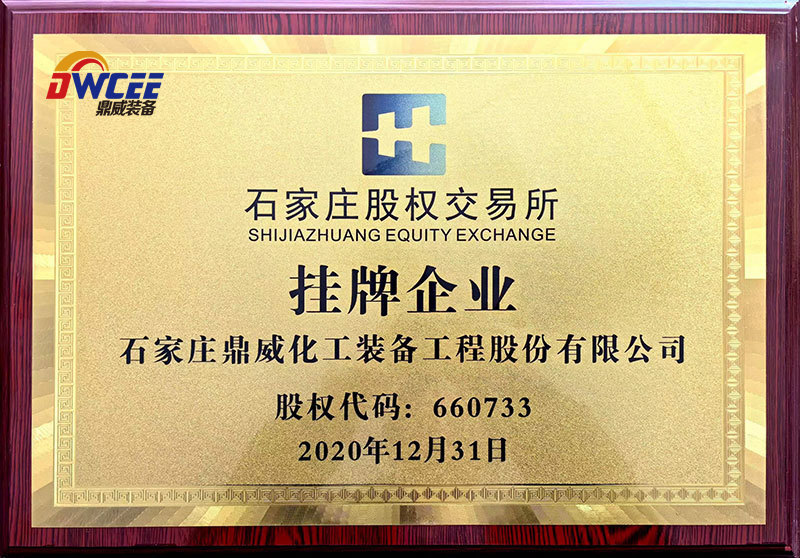 DWCEE
鼎威装备
石家庄股权交易所
SHIJIAZHUANG EQUITY EXCHANGE
挂牌企业
石家庄鼎威化工装备工程股份有限公司
股权代码：660733
2020年12月31日